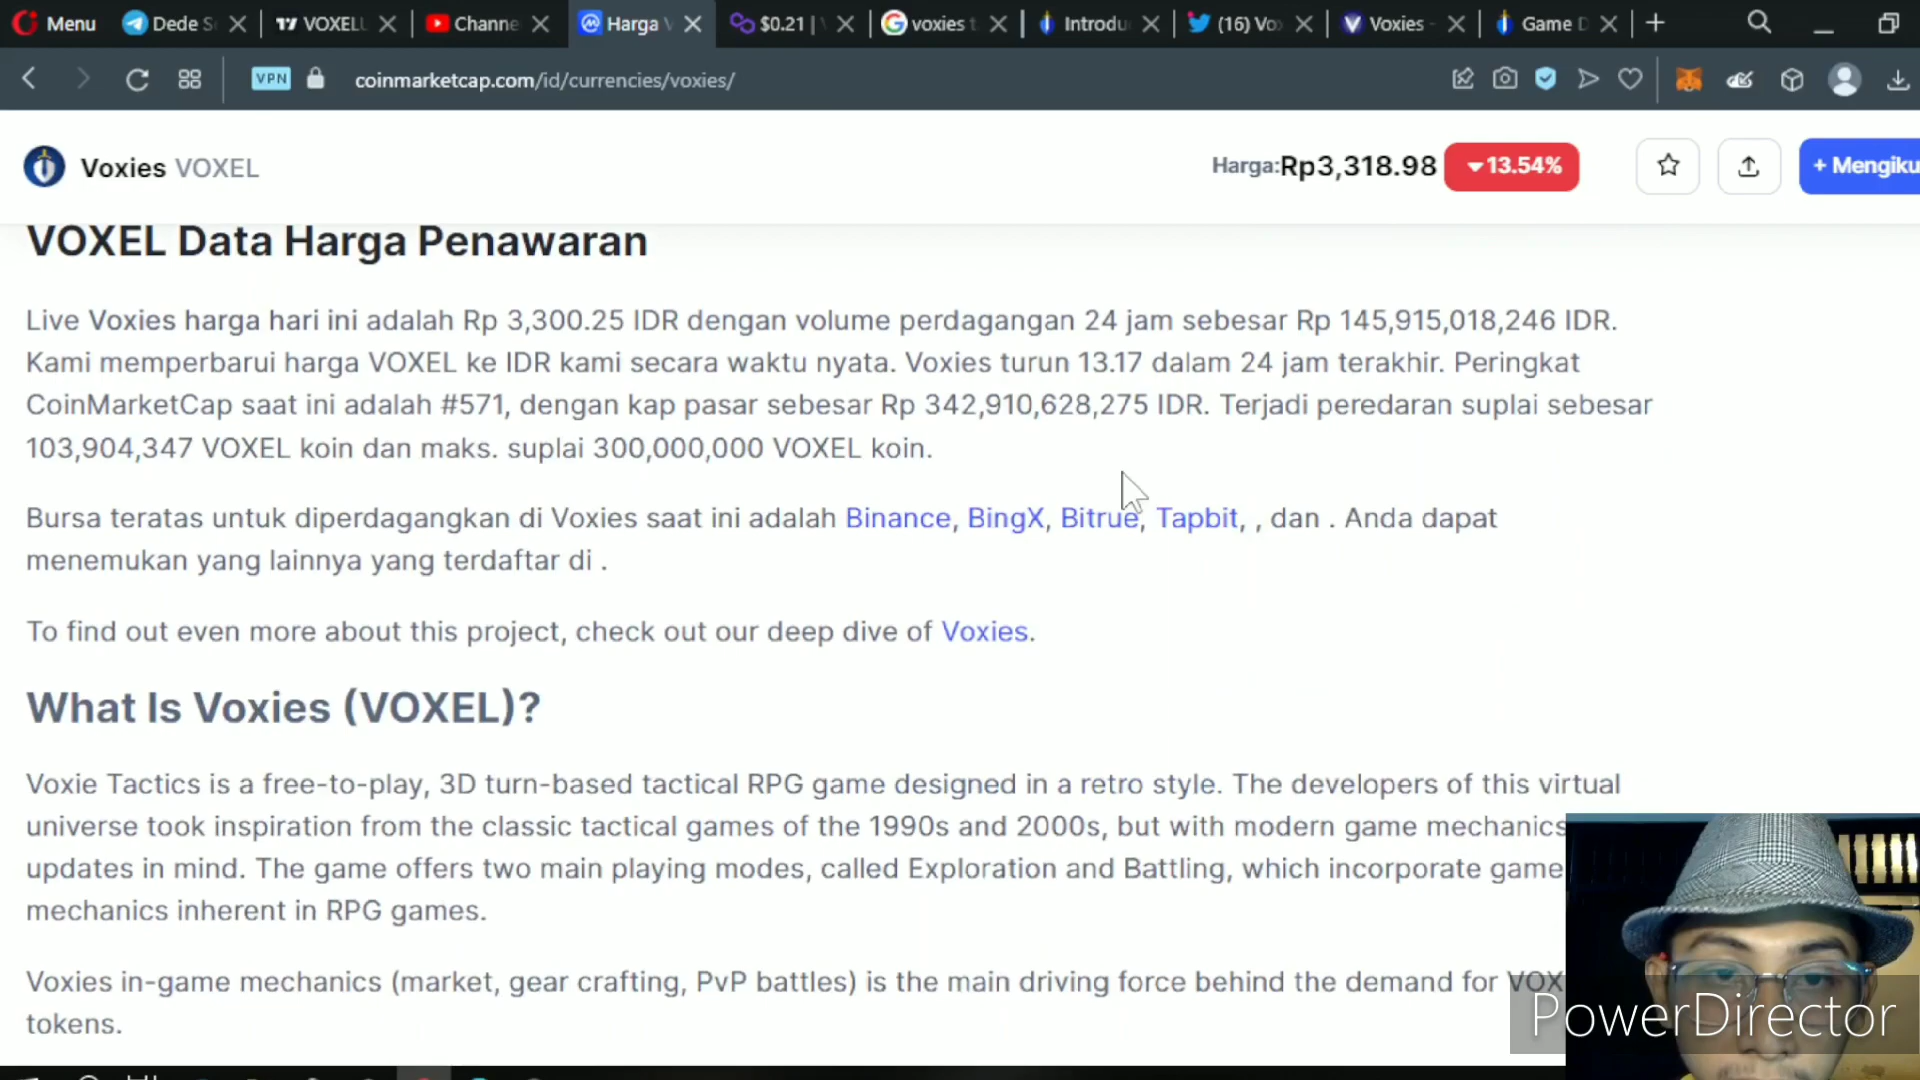 Menu
Dede S
VOXEL
Channe
Harga V
$0.21 |
voxies t
Introdu
(16) Vo
Voxies -
Game D
VPN
coinmarketcap.com/id/currencies/voxies/
Voxies VOXEL
Harga:Rp3,318.98
13.54%
+ Mengiku
VOXEL Data Harga Penawaran
Live Voxies harga hari ini adalah Rp 3,300.25 IDR dengan volume perdagangan 24 jam sebesar Rp 145,915,018,246 IDR.
Kami memperbarui harga VOXEL ke IDR kami secara waktu nyata. Voxies turun 13.17 dalam 24 jam terakhir. Peringkat
CoinMarketCap saat ini adalah #571, dengan kap pasar sebesar Rp 342,910,628,275 IDR. Terjadi peredaran suplai sebesar
103,904,347 VOXEL koin dan maks. suplai 300,000,000 VOXEL koin.
Bursa teratas untuk diperdagangkan di Voxies saat ini adalah Binance, BingX, Bitrue, Tapbit, , dan . Anda dapat
menemukan yang lainnya yang terdaftar di .
To find out even more about this project, check out our deep dive of Voxies.
What Is Voxies (VOXEL)?
Voxie Tactics is a free-to-play, 3D turn-based tactical RPG game designed in a retro style. The developers of this virtual
universe took inspiration from the classic tactical games of the 1990s and 2000s, but with modern game mechanics
updates in mind. The game offers two main playing modes, called Exploration and Battling, which incorporate game
mechanics inherent in RPG games.
Voxies in-game mechanics (market, gear crafting, PvP battles) is the main driving force behind the demand for VOX
tokens.
PowerDirector